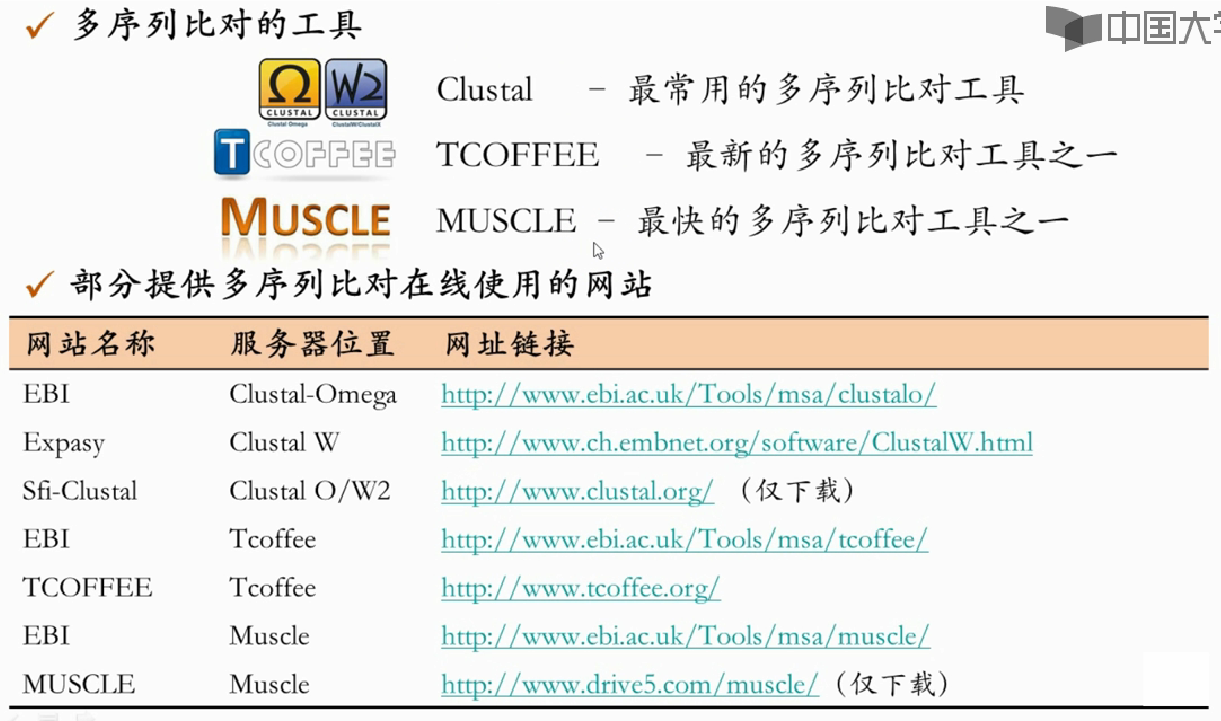 ✓ 多序列比对的工具
中国大学
Ω W2
CLUSTAL CLUSTAL
Clustal Omega ClustalW/ClustalX
Clustal – 最常用的多序列比对工具
T COFFEE
TCOFFEE – 最新的多序列比对工具之一
MUSCLE
MUSCLE – 最快的多序列比对工具之一
✓ 部分提供多序列比对在线使用的网站
网站名称 服务器位置 网址链接
EBI Clustal-Omega http://www.ebi.ac.uk/Tools/msa/clustalo/
Expasy Clustal W http://www.ch.embnet.org/software/ClustalW.html
Sfi-Clustal Clustal O/W2 http://www.clustal.org/ （仅下载）
EBI Tcoffee http://www.ebi.ac.uk/Tools/msa/tcoffee/
TCOFFEE Tcoffee http://www.tcoffee.org/
EBI Muscle http://www.ebi.ac.uk/Tools/msa/muscle/
MUSCLE Muscle http://www.drive5.com/muscle/ （仅下载）